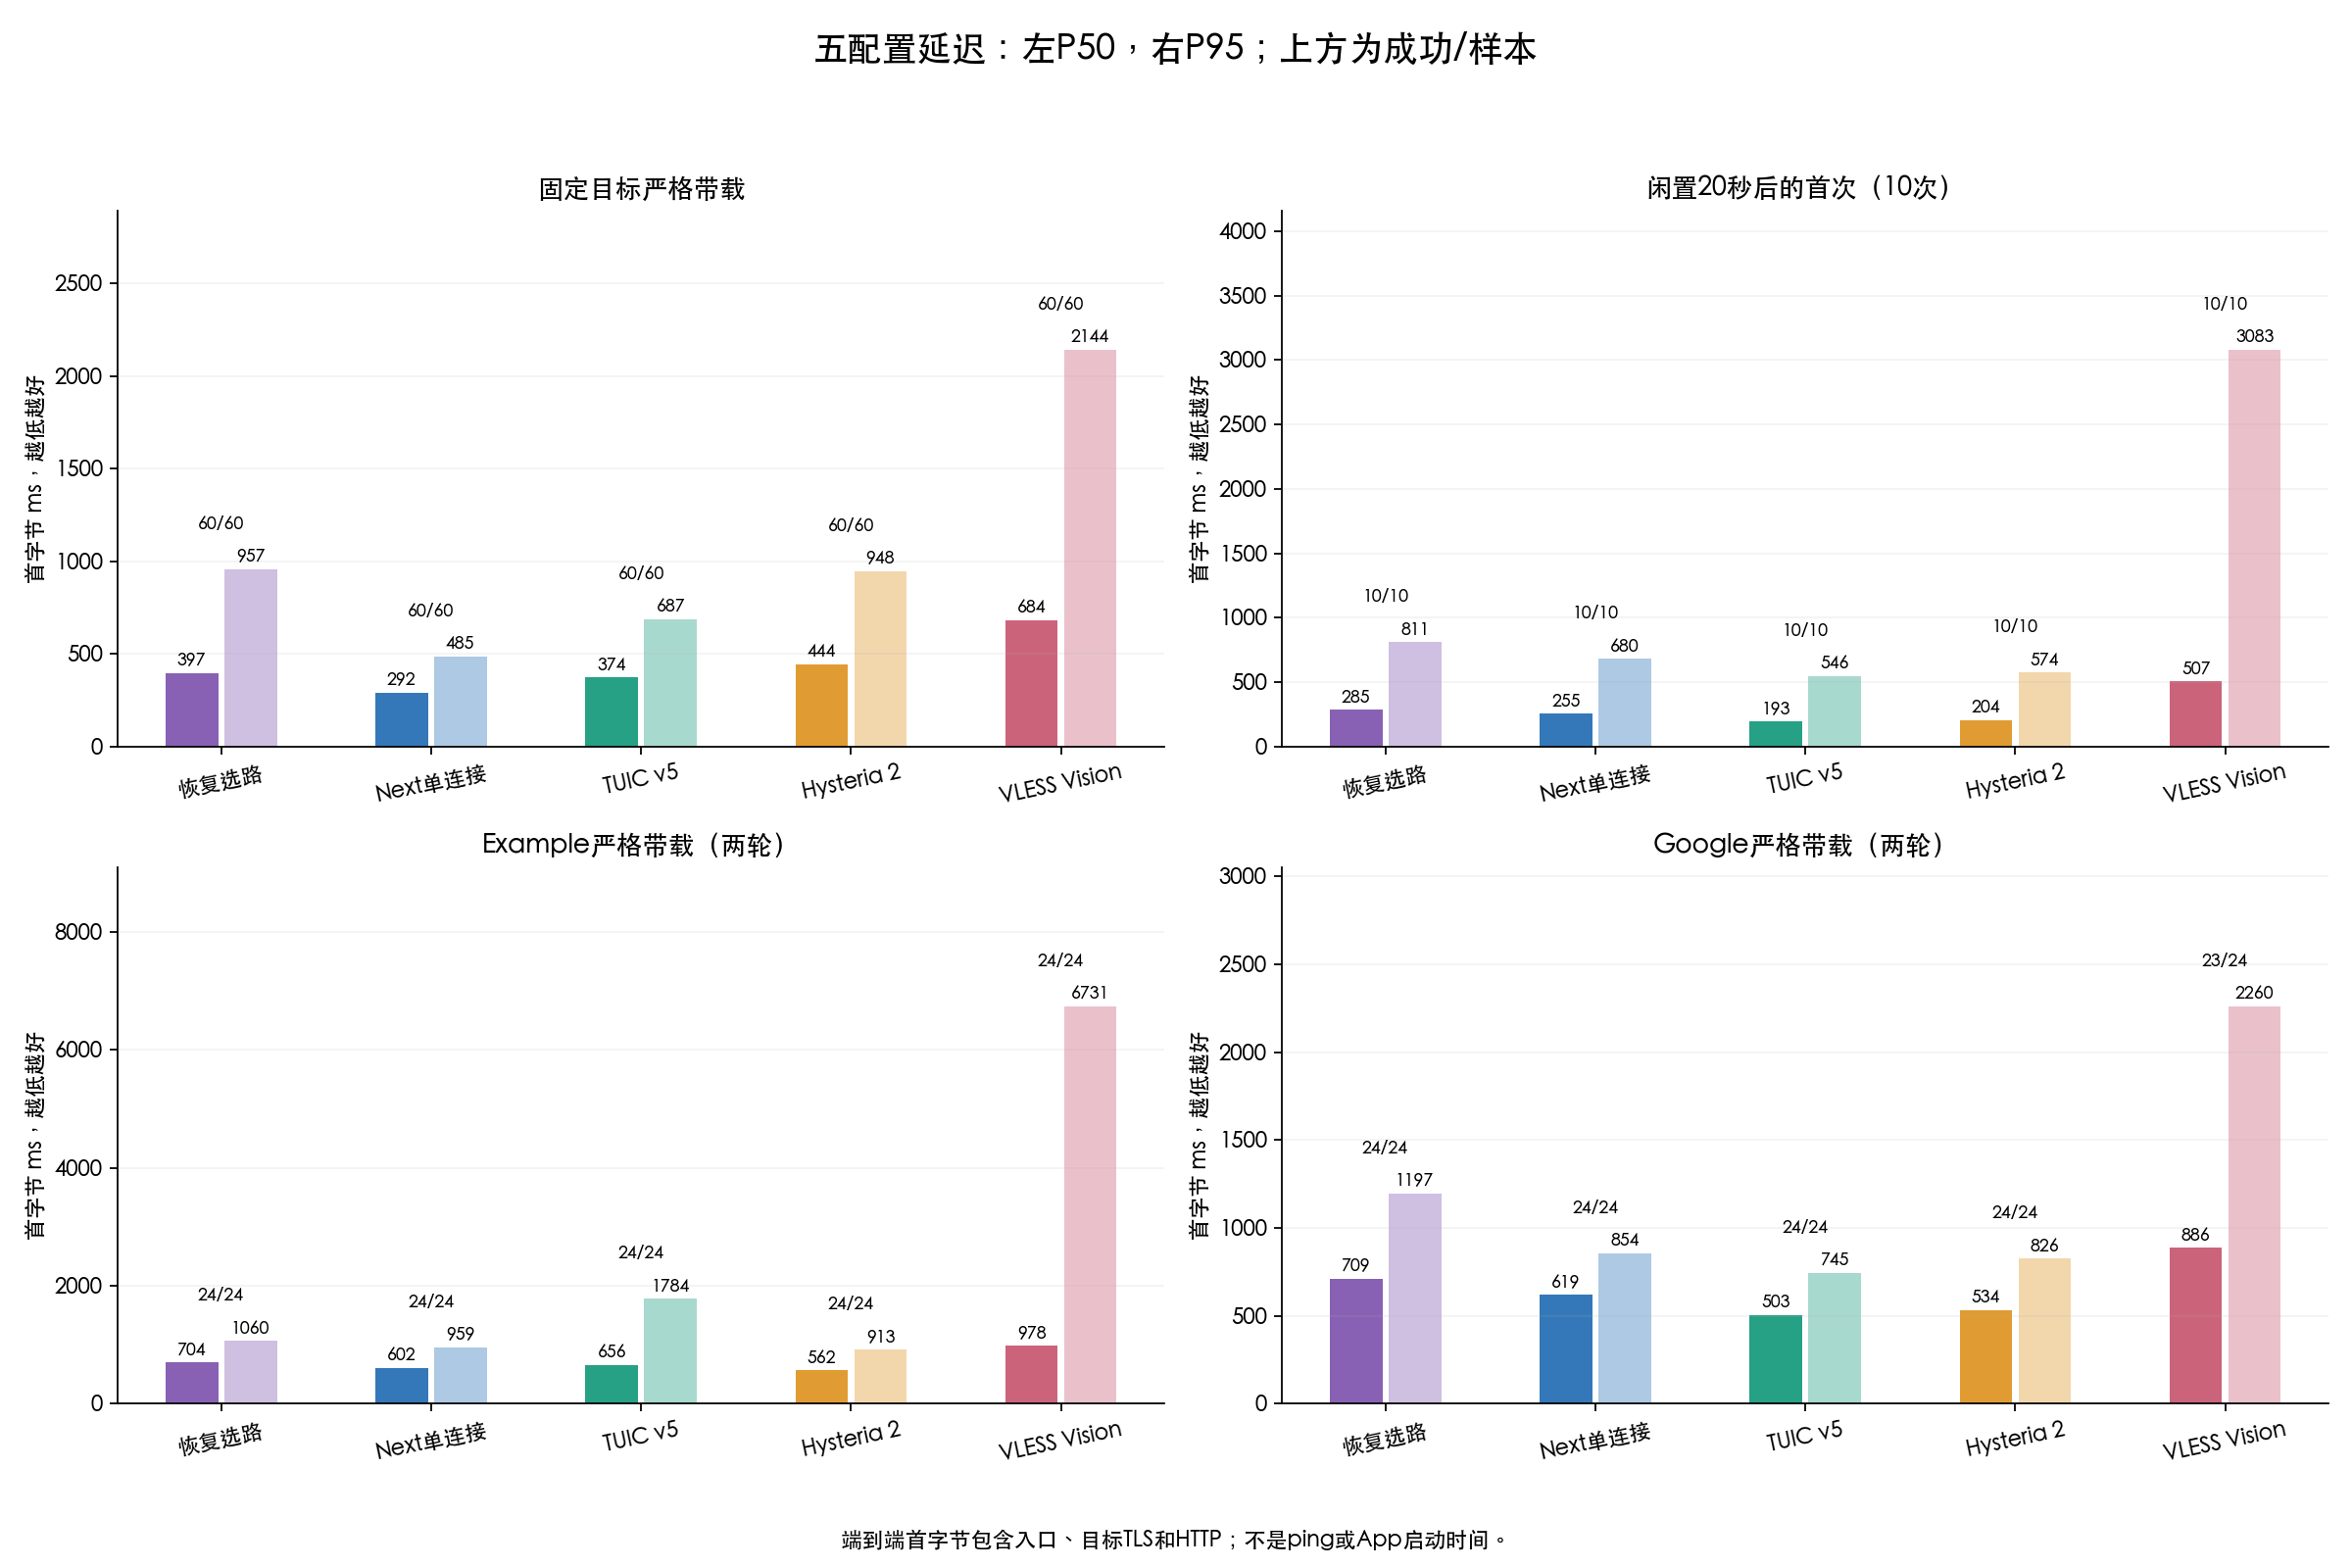 五配置延迟：左P50，右P95；上方为成功/样本
固定目标严格带载
首字节 ms，越低越好
2500
2000
1500
1000
500
0
60/60
397
957
60/60
292
485
60/60
374
687
60/60
444
948
60/60
684
2144
恢复选路
Next单连接
TUIC v5
Hysteria 2
VLESS Vision
闲置20秒后的首次（10次）
首字节 ms，越低越好
4000
3500
3000
2500
2000
1500
1000
500
0
10/10
285
811
10/10
255
680
10/10
193
546
10/10
204
574
10/10
507
3083
恢复选路
Next单连接
TUIC v5
Hysteria 2
VLESS Vision
Example严格带载（两轮）
首字节 ms，越低越好
8000
6000
4000
2000
0
24/24
704
1060
24/24
602
959
24/24
656
1784
24/24
562
913
24/24
978
6731
恢复选路
Next单连接
TUIC v5
Hysteria 2
VLESS Vision
Google严格带载（两轮）
首字节 ms，越低越好
3000
2500
2000
1500
1000
500
0
24/24
709
1197
24/24
619
854
24/24
503
745
24/24
534
826
23/24
886
2260
恢复选路
Next单连接
TUIC v5
Hysteria 2
VLESS Vision
端到端首字节包含入口、目标TLS和HTTP；不是ping或App启动时间。